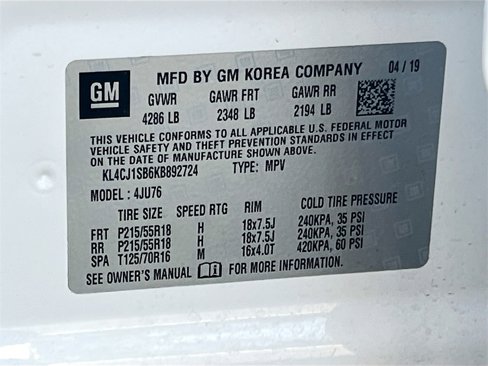 GM
MFD BY GM KOREA COMPANY 04 / 19
GVWR GAWR FRT GAWR RR
4286 LB 2348 LB 2194 LB
THIS VEHICLE CONFORMS TO ALL APPLICABLE U.S. FEDERAL MOTOR
VEHICLE SAFETY AND THEFT PREVENTION STANDARDS IN EFFECT
ON THE DATE OF MANUFACTURE SHOWN ABOVE.
KL4CJ1SB6KB892724 TYPE: MPV
MODEL: 4JU76
TIRE SIZE SPEED RTG RIM COLD TIRE PRESSURE
FRT P215/55R18 H 18x7.5J 240KPA, 35 PSI
RR P215/55R18 H 18x7.5J 240KPA, 35 PSI
SPA T125/70R16 M 16x4.0T 420KPA, 60 PSI
SEE OWNER'S MANUAL FOR MORE INFORMATION.